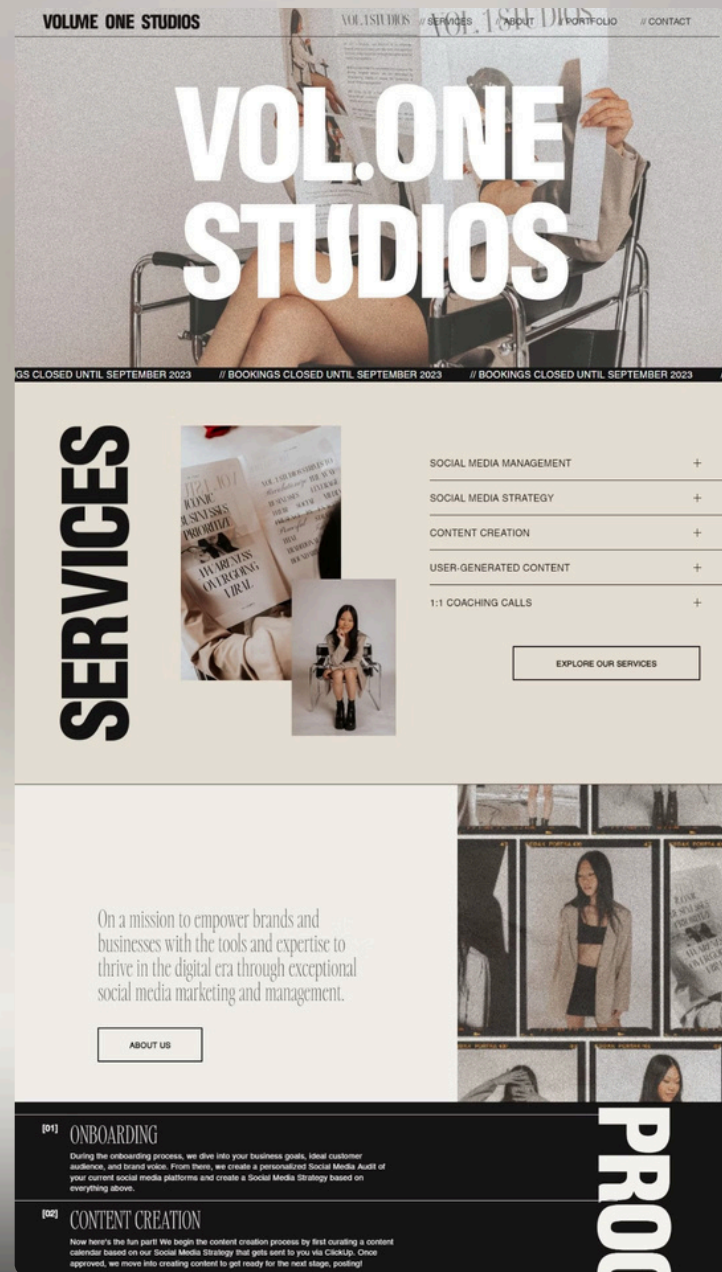 VOLUME ONE STUDIOS
VOL.1 STUDIOS
// SERVICES // ABOUT // PORTFOLIO // CONTACT
VOL.ONE
STUDIOS
GS CLOSED UNTIL SEPTEMBER 2023 // BOOKINGS CLOSED UNTIL SEPTEMBER 2023 // BOOKINGS CLOSED UNTIL SEPTEMBER 2023
SERVICES
ICONIC
BUSINESSES
PRIORITIZE
AWARENESS
OVER GOING
VIRAL
SOCIAL MEDIA MANAGEMENT +
SOCIAL MEDIA STRATEGY +
CONTENT CREATION +
USER-GENERATED CONTENT +
1:1 COACHING CALLS +
EXPLORE OUR SERVICES
On a mission to empower brands and
businesses with the tools and expertise to
thrive in the digital era through exceptional
social media marketing and management.
ABOUT US
[01] ONBOARDING
During the onboarding process, we dive into your business goals, ideal customer
audience, and brand voice. From there, we create a personalized Social Media Audit of
your current social media platforms and create a Social Media Strategy based on
everything above.
[02] CONTENT CREATION
Now here's the fun part! We begin the content creation process by first curating a content
calendar based on our Social Media Strategy that gets sent to you via ClickUp. Once
approved, we move into creating content to get ready for the next stage, posting!
PROC